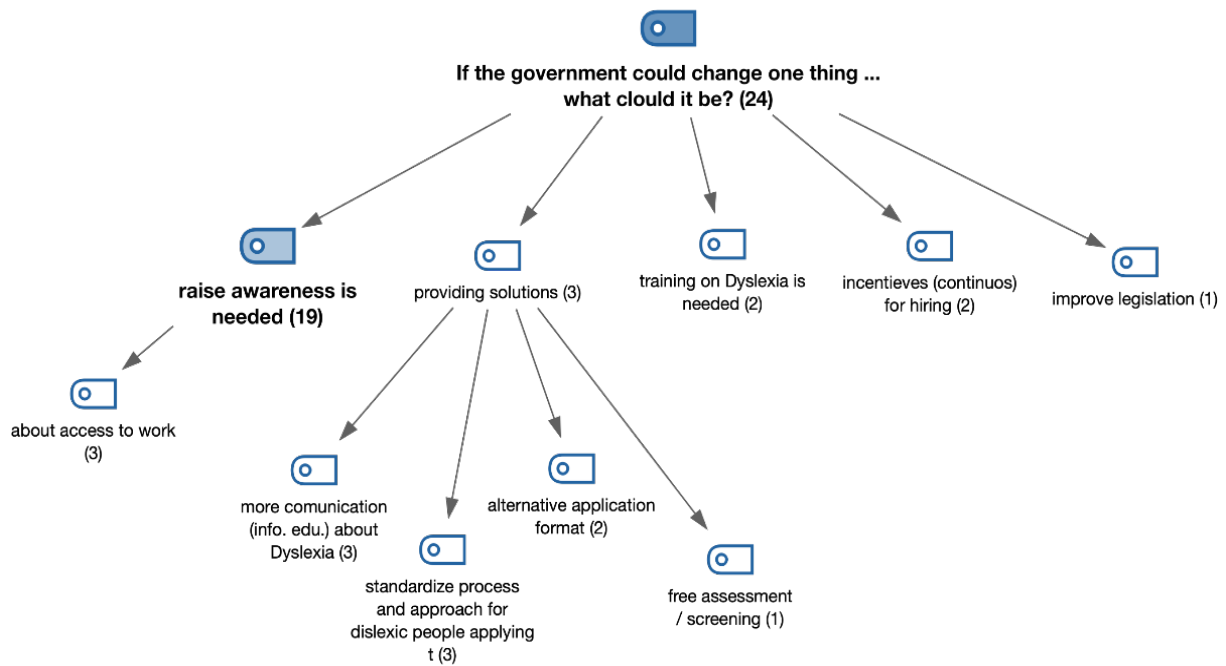 If the government could change one thing ...
what clould it be? (24)
raise awareness is
needed (19)
providing solutions (3)
training on Dyslexia is
needed (2)
incentieves (continuos)
for hiring (2)
improve legislation (1)
about access to work
(3)
more comunication
(info. edu.) about
Dyslexia (3)
standardize process
and approach for
dislexic people applying
t (3)
alternative application
format (2)
free assessment
/ screening (1)